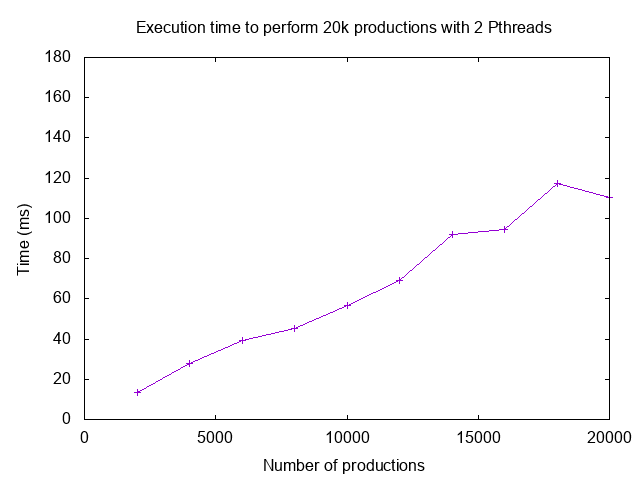 Execution time to perform 20k productions with 2 Pthreads
180
160
140
120
100
80
60
40
20
0
Time (ms)
0 5000 10000 15000 20000
Number of productions